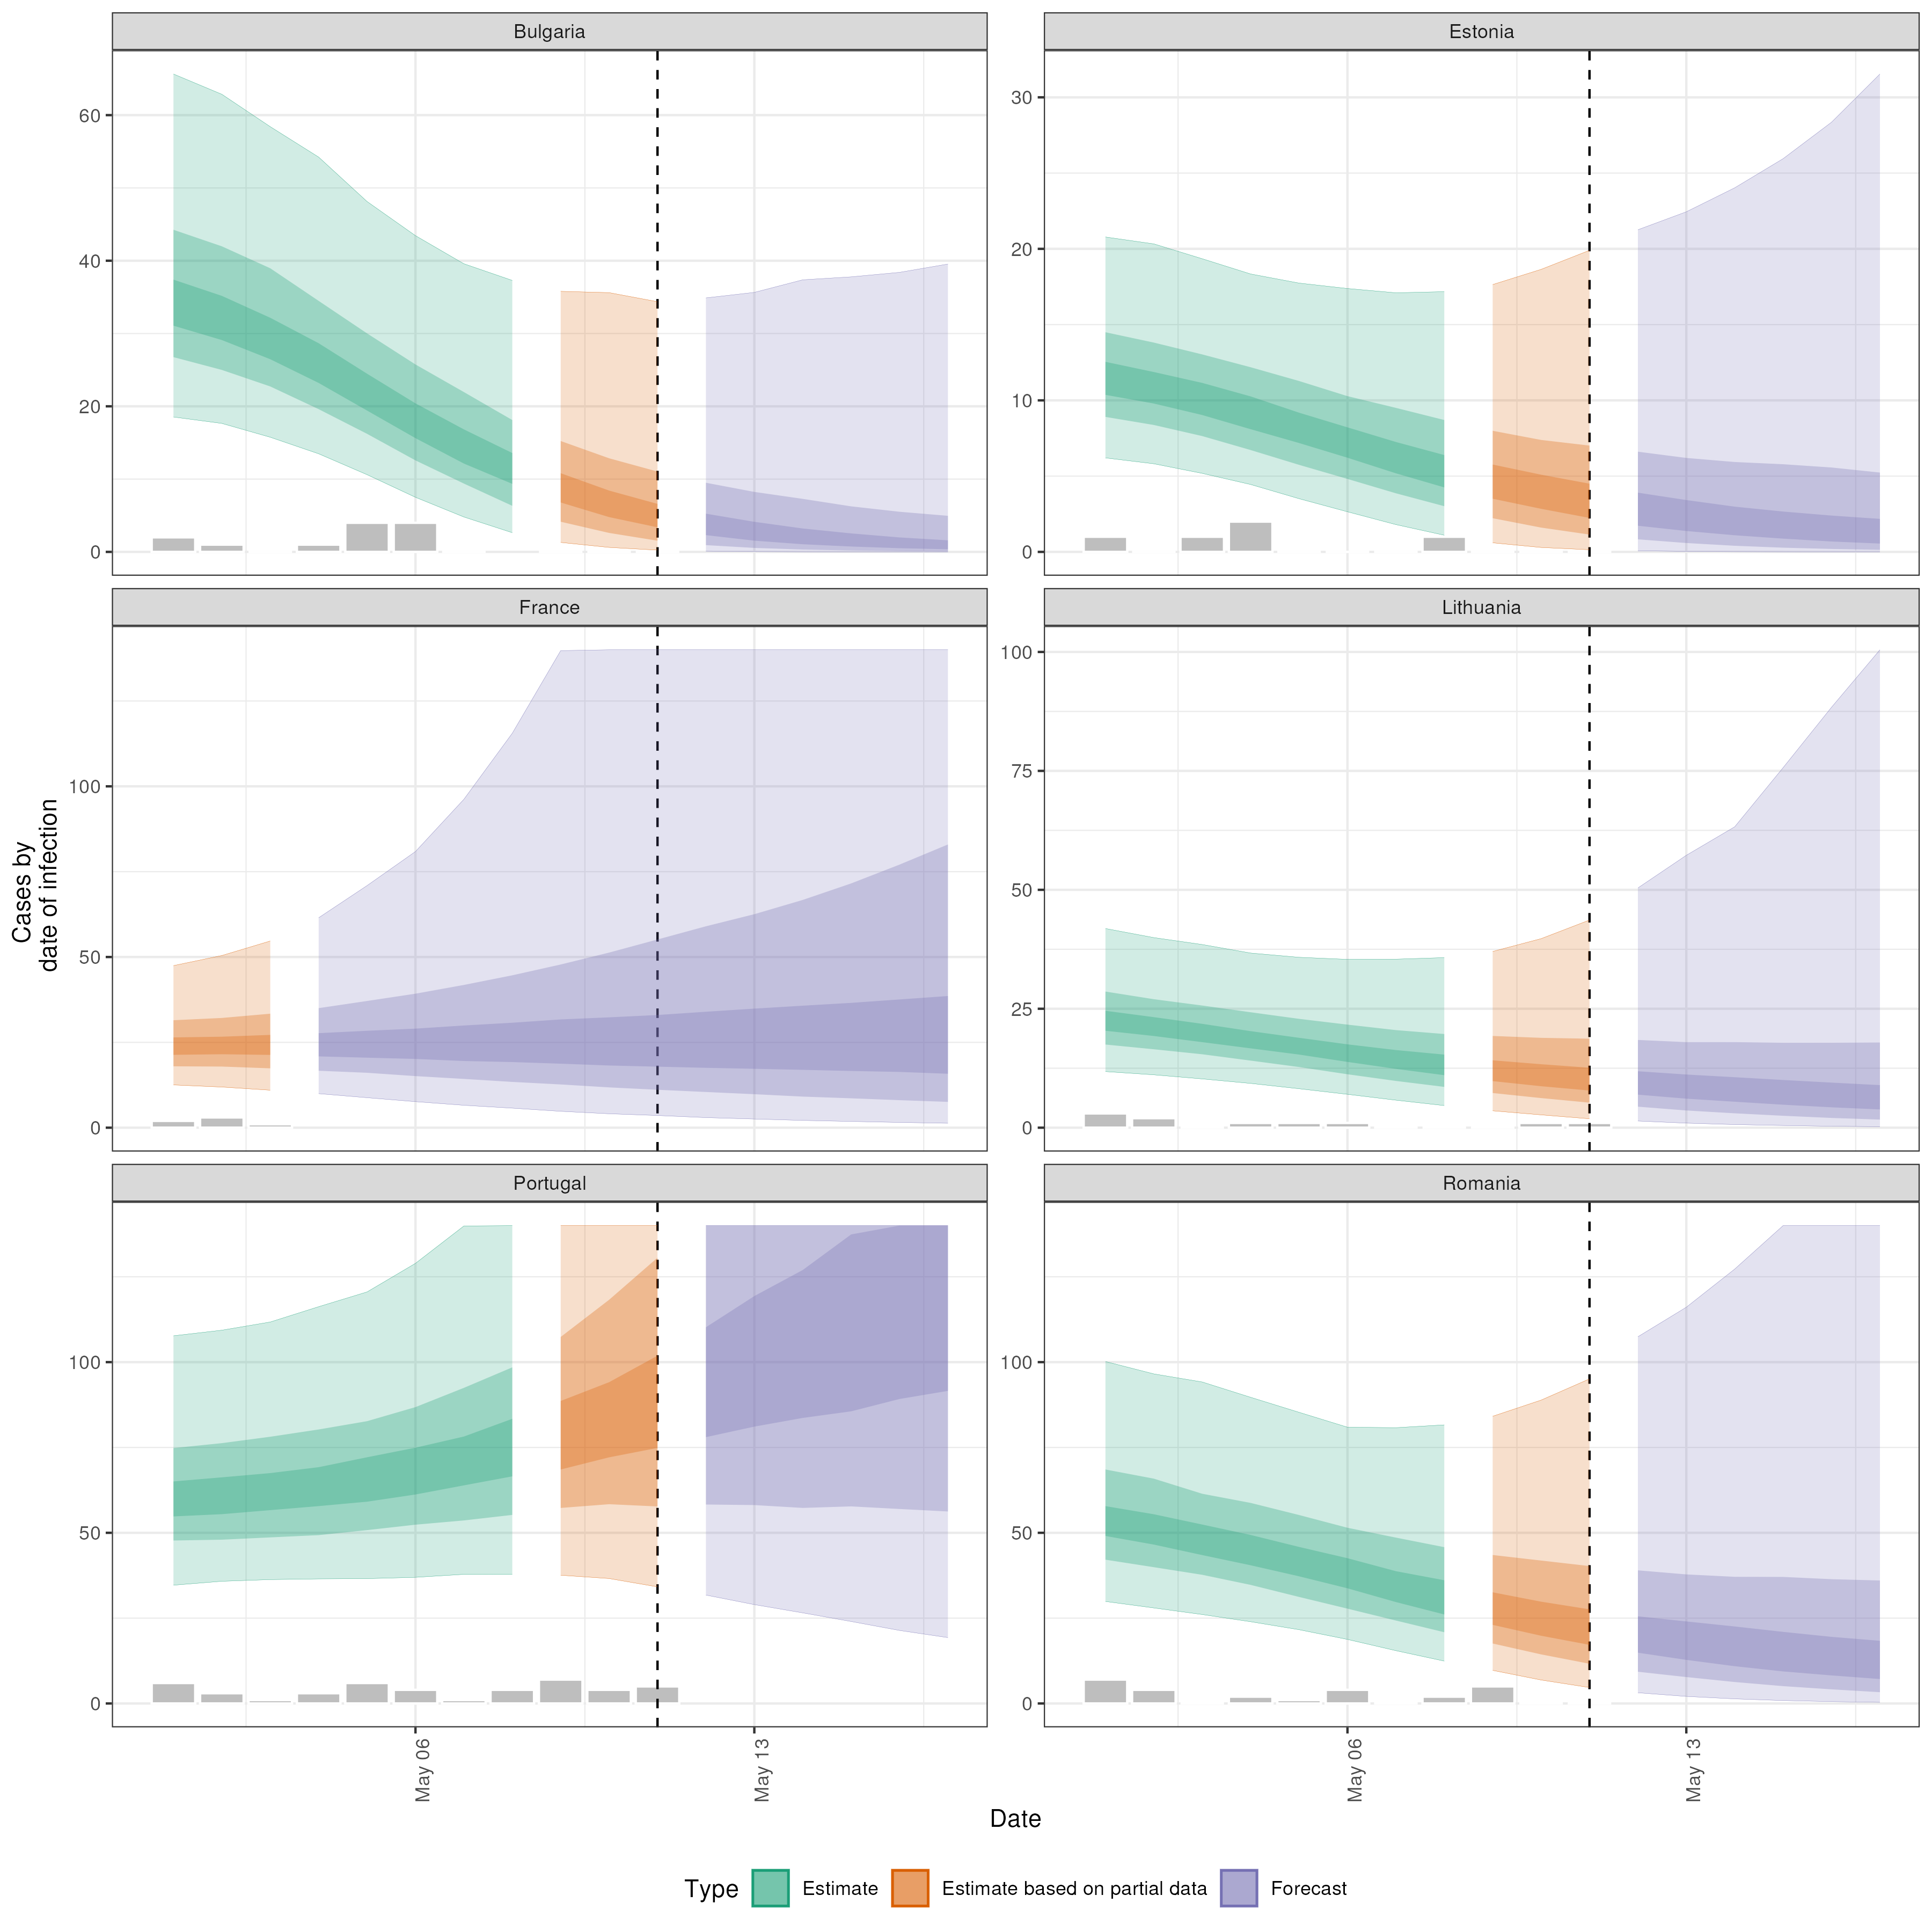 Bulgaria
Estonia
60
40
20
0
30
20
10
0
France
Lithuania
100
50
0
100
75
50
25
0
Portugal
Romania
100
50
0
100
50
0
May 06
May 13
May 06
May 13
Cases by
date of infection
Date
Type Estimate Estimate based on partial data Forecast